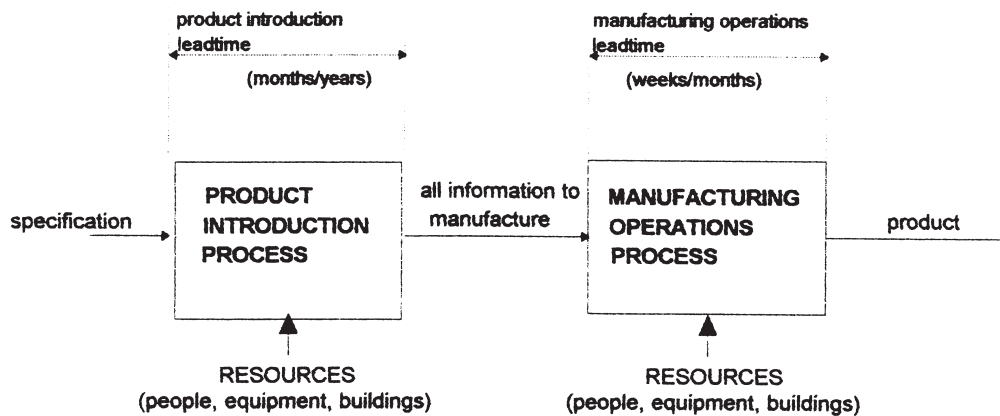 product introduction
leadtime
(months/years)
manufacturing operations
leadtime
(weeks/months)
specification
PRODUCT
INTRODUCTION
PROCESS
all information to
manufacture
MANUFACTURING
OPERATIONS
PROCESS
product
RESOURCES
(people, equipment, buildings)
RESOURCES
(people, equipment, buildings)